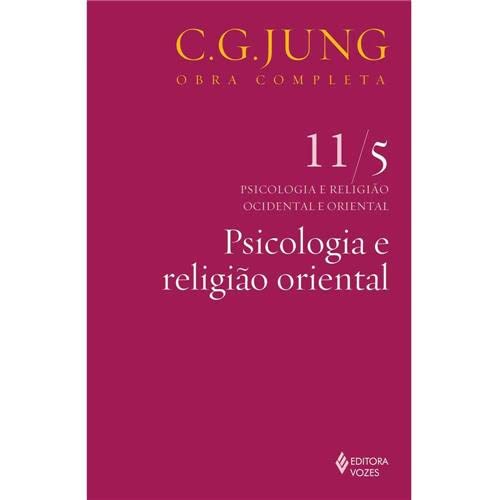 C.G.JUNG
OBRA COMPLETA
11/5
PSICOLOGIA E RELIGIÃO
OCIDENTAL E ORIENTAL
Psicologia e
religião oriental
EDITORA
VOZES